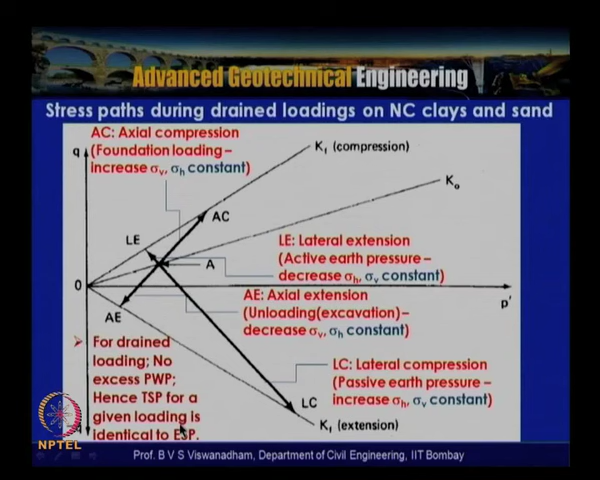 Advanced Geotechnical Engineering
Stress paths during drained loadings on NC clays and sand
AC: Axial compression
(Foundation loading –
increase σv, σh constant)
q
Kf (compression)
Ko
AC
LE
A
LE: Lateral extension
(Active earth pressure –
decrease σh, σv constant)
0
p'
AE
AE: Axial extension
(Unloading(excavation)–
decrease σv, σh constant)
➢ For drained
loading; No
excess PWP;
Hence TSP for a
given loading is
identical to ESP.
LC: Lateral compression
(Passive earth pressure –
increase σh, σv constant)
LC
Kf (extension)
NPTEL
Prof. B V S Viswanadham, Department of Civil Engineering, IIT Bombay